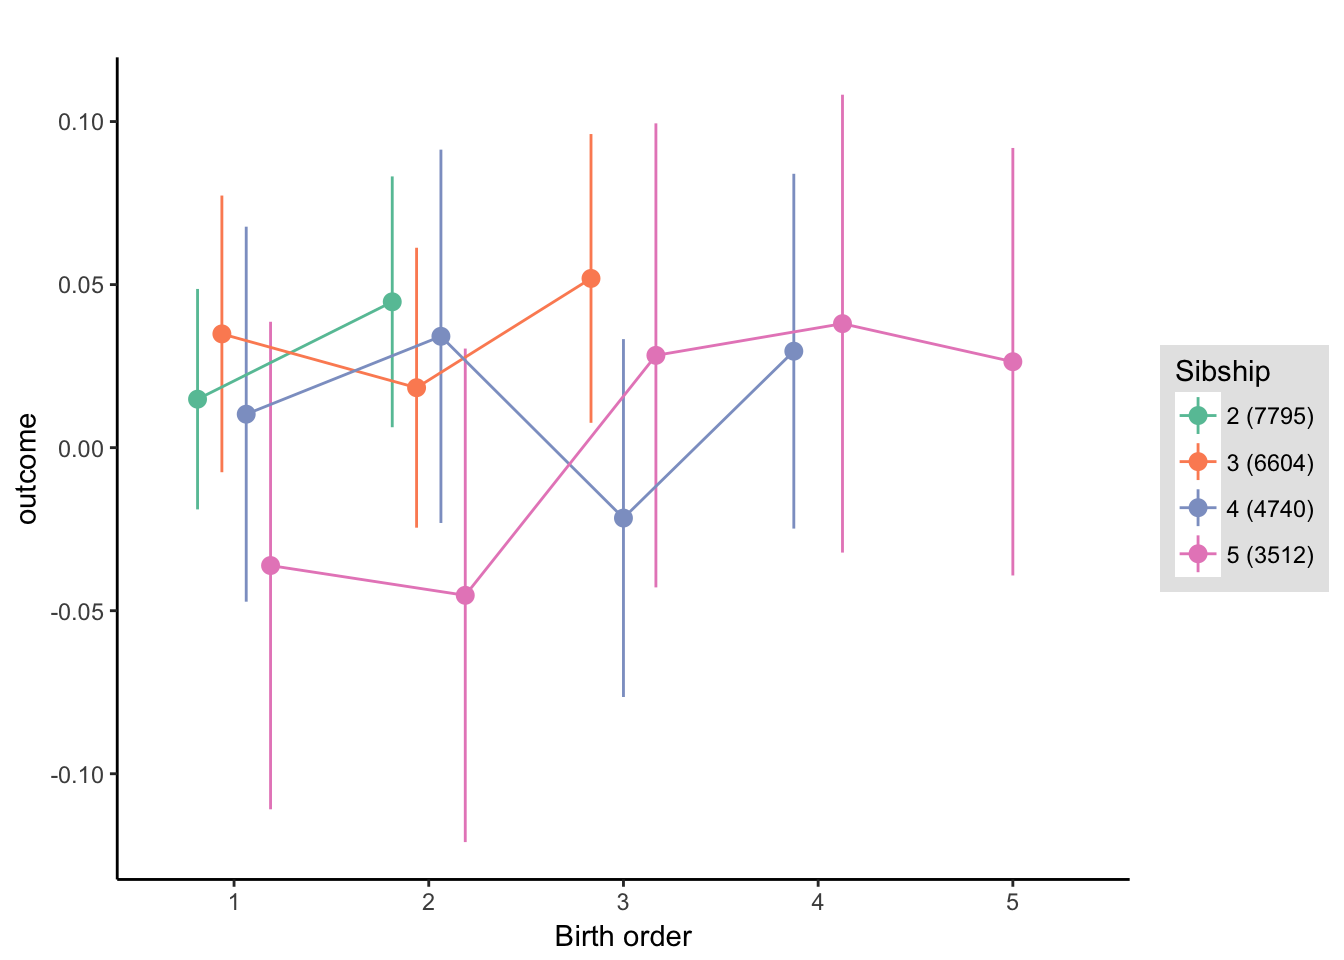 0.10
0.05
0.00
-0.05
-0.10
outcome
1 2 3 4 5
Birth order
Sibship
2 (7795)
3 (6604)
4 (4740)
5 (3512)